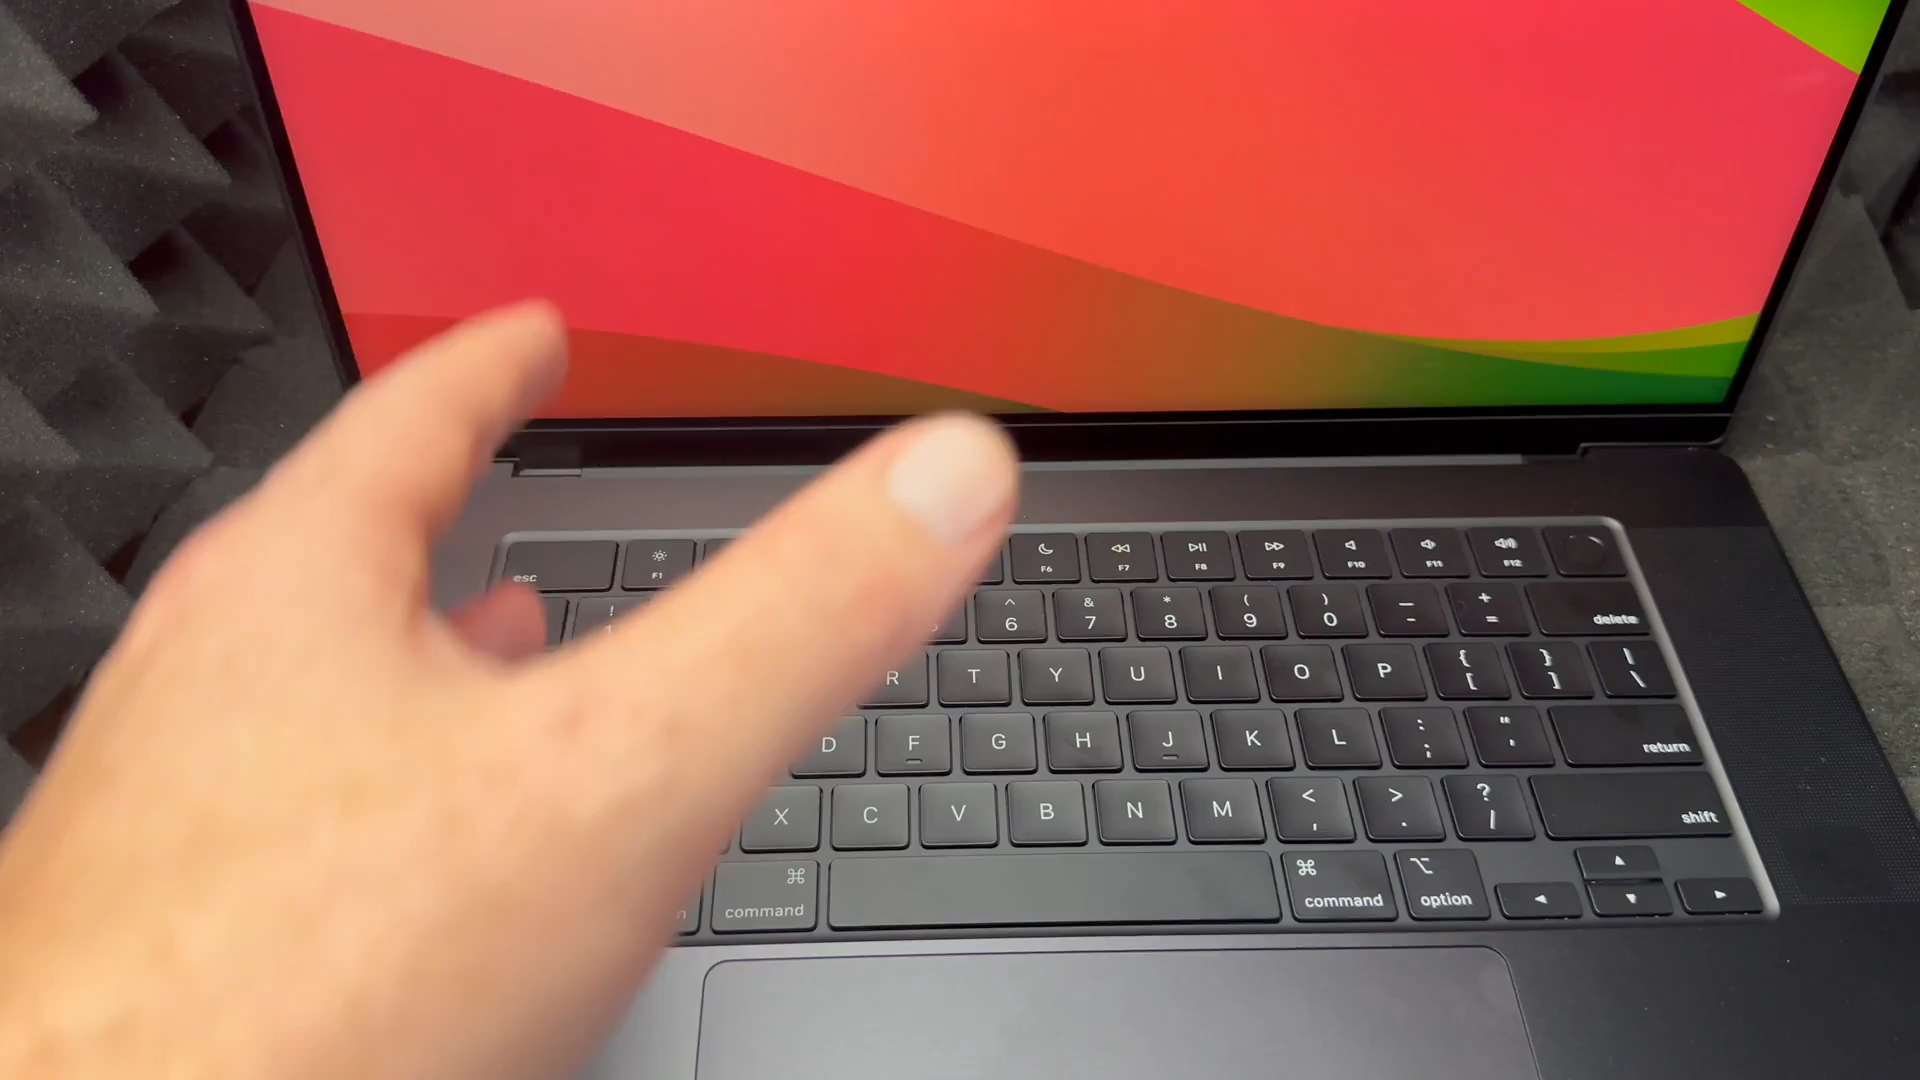 esc F1 F6 F7 F8 F9 F10 F11 F12
! ^ & * ( ) — +
6 7 8 9 0 - = delete
{ } |
R T Y U I O P [ ] \
: "
D F G H J K L ; ' return
< > ?
X C V B N M , . / shift
⌘ ⌘ ⌥
command command option